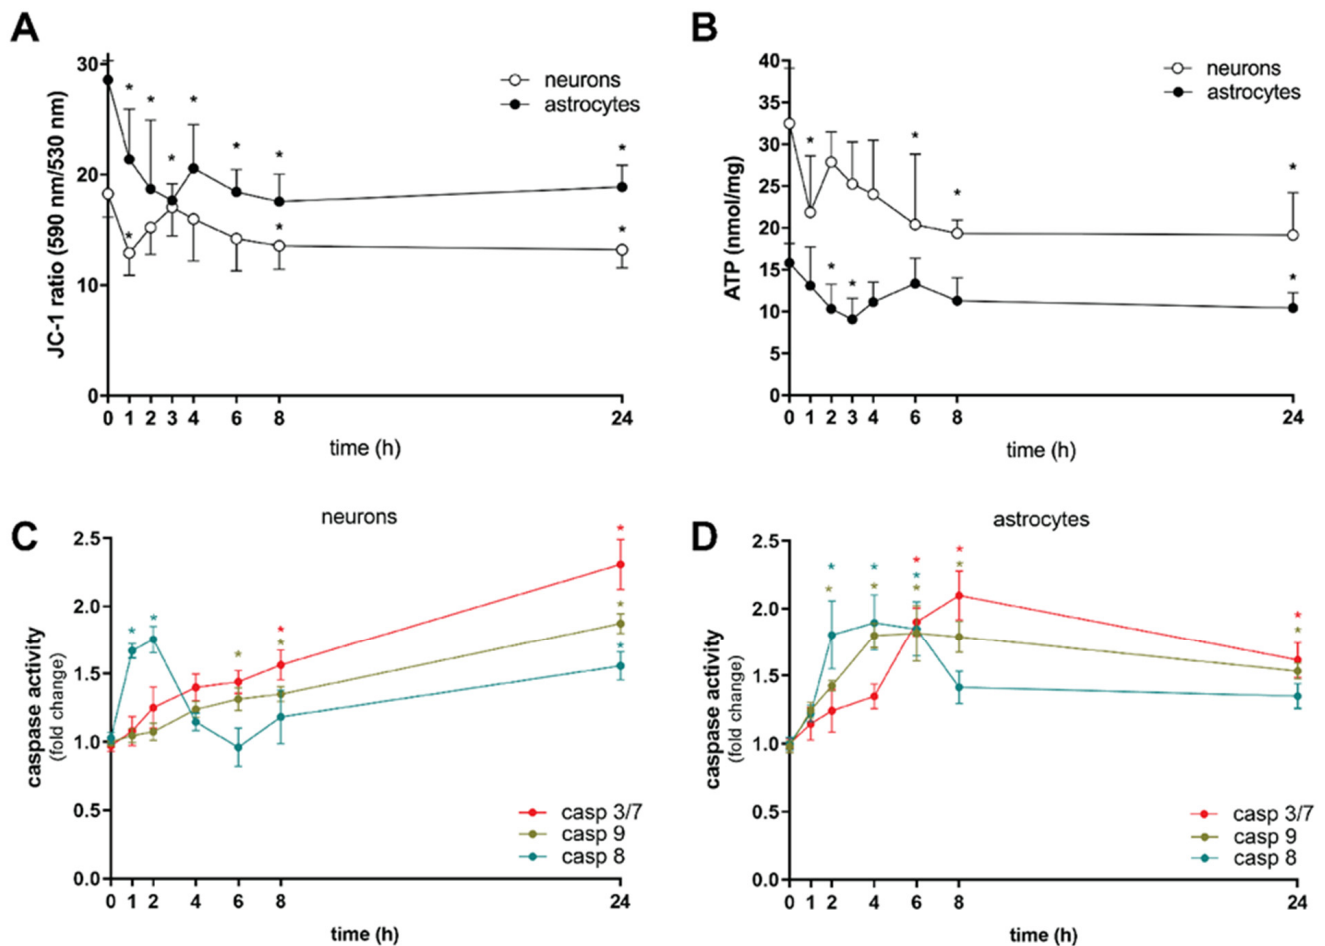 A
JC-1 ratio (590 nm/530 nm)
30
20
10
0
neurons
astrocytes
* * * * * * * *
* * *
0 1 2 3 4 6 8 24
time (h)
B
ATP (nmol/mg)
40
35
30
25
20
15
10
5
0
neurons
astrocytes
* * * *
* * *
0 1 2 3 4 6 8 24
time (h)
C
neurons
caspase activity
(fold change)
2.5
2.0
1.5
1.0
0.5
0.0
* * * * * * * *
casp 3/7
casp 9
casp 8
0 1 2 4 6 8 24
time (h)
D
astrocytes
caspase activity
(fold change)
2.5
2.0
1.5
1.0
0.5
0.0
* * * * * * * * * * *
casp 3/7
casp 9
casp 8
0 1 2 4 6 8 24
time (h)